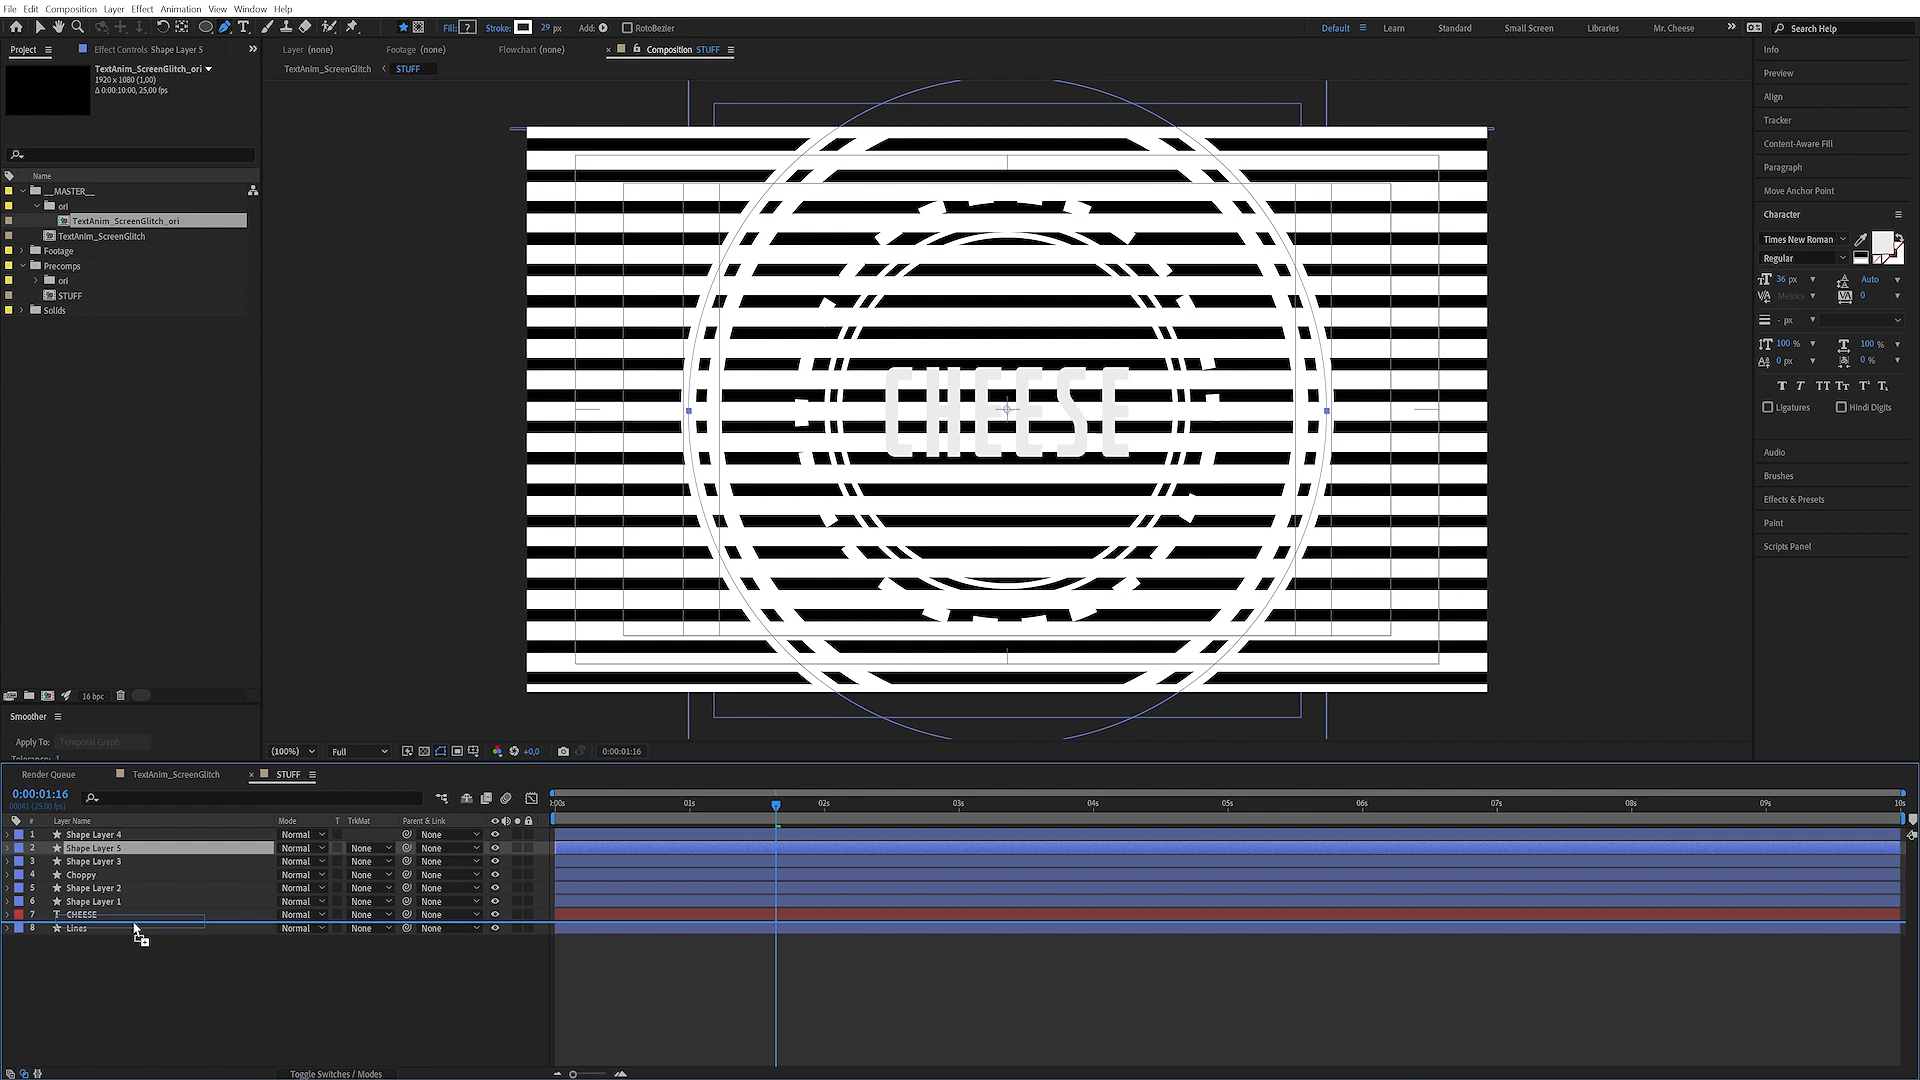 File Edit Composition Layer Effect Animation View Window Help
Fill: ? Stroke: 29 px Add: RotoBezier
Default Learn Standard Small Screen Libraries Mr. Cheese Search Help
Project Effect Controls Shape Layer 5
Layer (none) Footage (none) Flowchart (none) Composition STUFF
TextAnim_ScreenGlitch STUFF
TextAnim_ScreenGlitch_ori
1920 x 1080 (1,00)
Δ 0:00:10:00, 25,00 fps
Name
__MASTER__
ori
TextAnim_ScreenGlitch_ori
TextAnim_ScreenGlitch
Footage
Precomps
ori
STUFF
Solids
16 bpc
Smoother
Apply To: Temporal Graph
CHEESE
(100%) Full +0,0 0:00:01:16
Info
Preview
Align
Tracker
Content-Aware Fill
Paragraph
Move Anchor Point
Character
Times New Roman
Regular
36 px Auto
Metrics 0
- px
100 % 100 %
0 px 0 %
Ligatures Hindi Digits
Audio
Brushes
Effects & Presets
Paint
Scripts Panel
Render Queue TextAnim_ScreenGlitch STUFF
0:00:01:16
00041 (25.00 fps)
01s 02s 03s 04s 05s 06s 07s 08s 09s 10s
# Layer Name Mode T TrkMat Parent & Link
1 Shape Layer 4 Normal None
2 Shape Layer 5 Normal None None
3 Shape Layer 3 Normal None None
4 Choppy Normal None None
5 Shape Layer 2 Normal None None
6 Shape Layer 1 Normal None None
7 T CHEESE Normal None None
8 Lines Normal None None
Toggle Switches / Modes